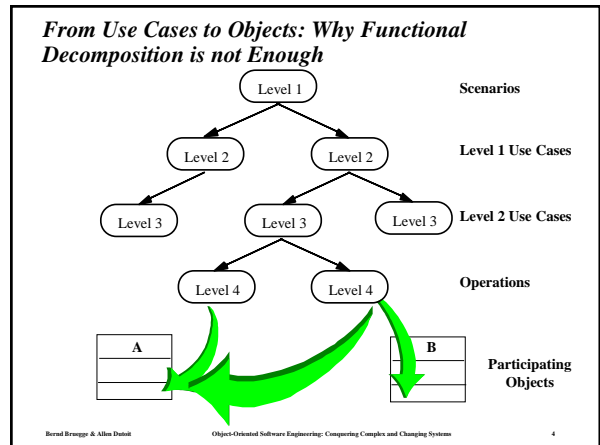 From Use Cases to Objects: Why Functional
Decomposition is not Enough
Level 1
Scenarios
Level 2
Level 2
Level 1 Use Cases
Level 3
Level 3
Level 3
Level 2 Use Cases
Level 4
Level 4
Operations
A
B
Participating
Objects
Bernd Bruegge & Allen Dutoit
Object-Oriented Software Engineering: Conquering Complex and Changing Systems
4